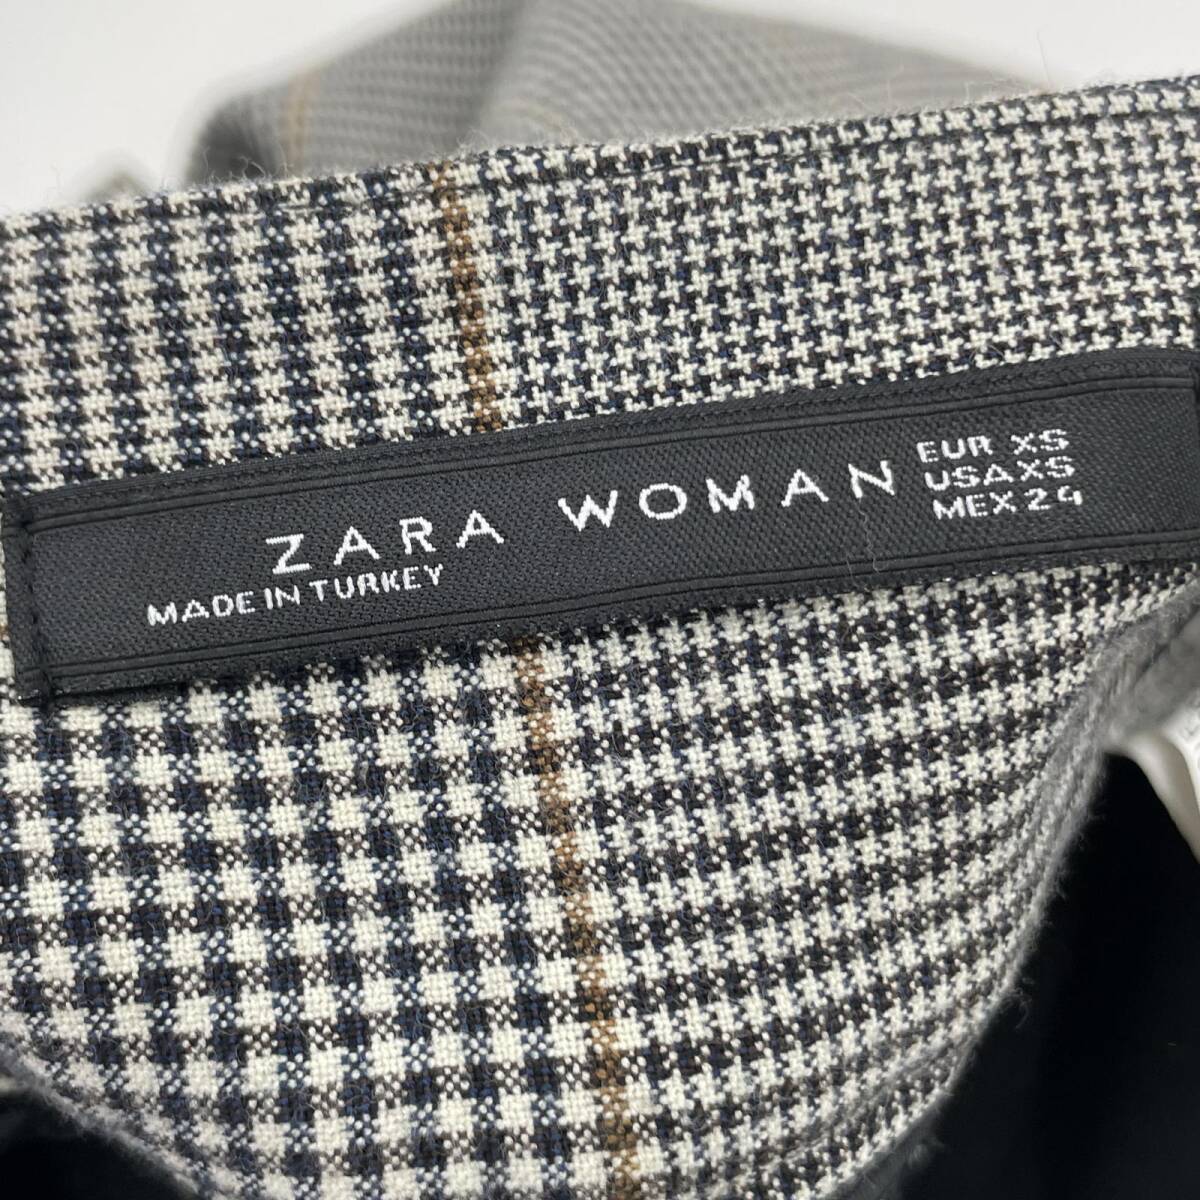 ZARA WOMAN
MADE IN TURKEY
EUR XS
USA XS
MEX 24